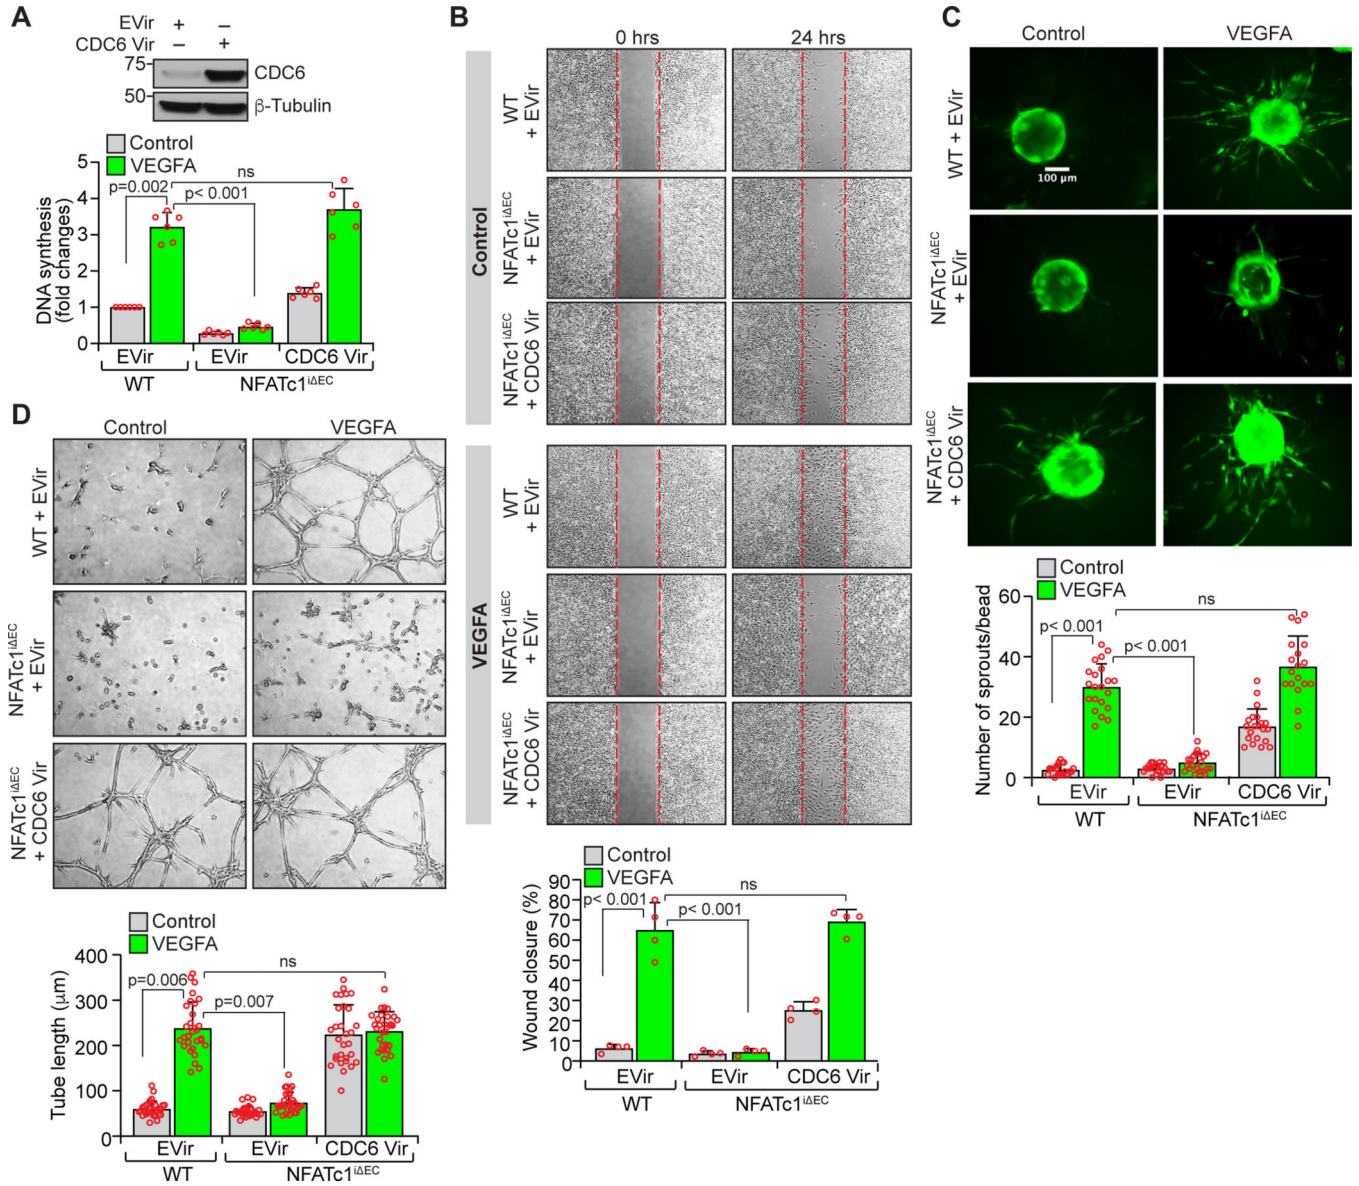 A
EVir + −
CDC6 Vir − +
75
CDC6
50
β-Tubulin
Control
VEGFA
DNA synthesis
(fold changes)
5
4
3
2
1
0
p=0.002
p< 0.001
ns
EVir
EVir
CDC6 Vir
WT
NFATc1iΔEC
B
0 hrs
24 hrs
Control
WT
+ EVir
NFATc1iΔEC
+ EVir
NFATc1iΔEC
+ CDC6 Vir
VEGFA
WT
+ EVir
NFATc1iΔEC
+ EVir
NFATc1iΔEC
+ CDC6 Vir
Control
VEGFA
Wound closure (%)
90
80
70
60
50
40
30
20
10
0
p< 0.001
p< 0.001
ns
EVir
EVir
CDC6 Vir
WT
NFATc1iΔEC
C
Control
VEGFA
WT + EVir
100 µm
NFATc1iΔEC
+ EVir
NFATc1iΔEC
+ CDC6 Vir
Control
VEGFA
Number of sprouts/bead
60
40
20
0
p< 0.001
p< 0.001
ns
EVir
EVir
CDC6 Vir
WT
NFATc1iΔEC
D
Control
VEGFA
WT + EVir
NFATc1iΔEC
+ EVir
NFATc1iΔEC
+ CDC6 Vir
Control
VEGFA
Tube length (µm)
400
300
200
100
0
p=0.006
p=0.007
ns
EVir
EVir
CDC6 Vir
WT
NFATc1iΔEC